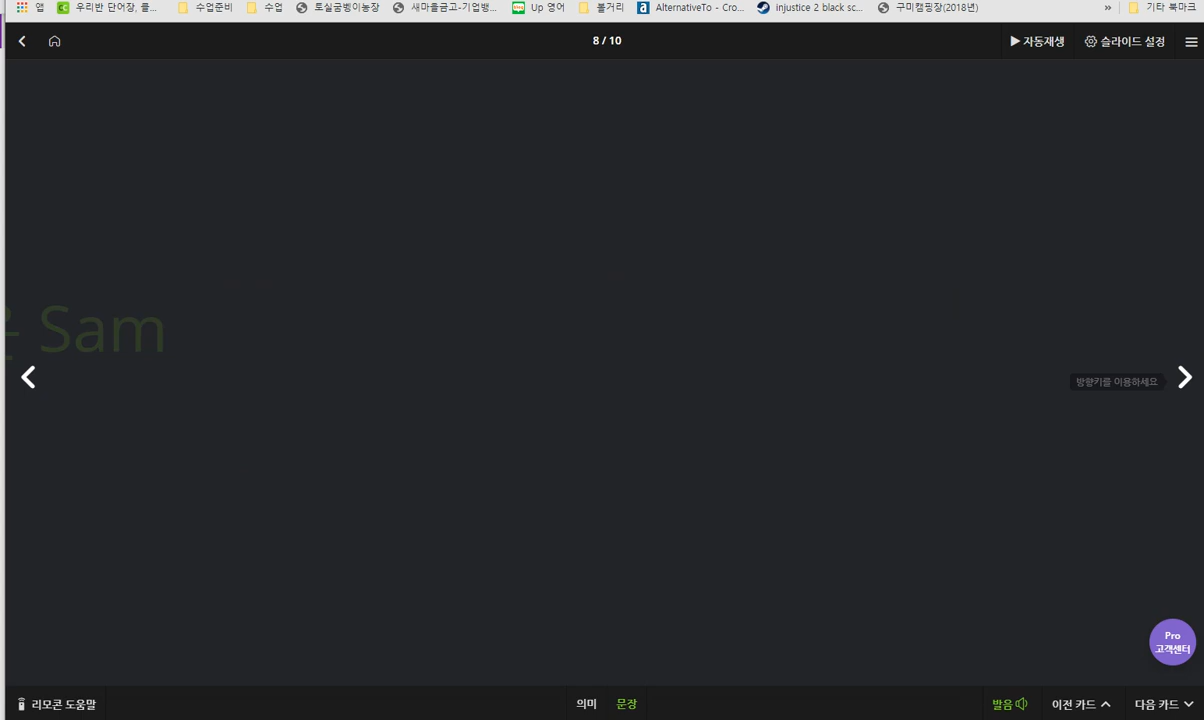 앱 우리반 단어장, 클... 수업준비 수업 토실굼벵이농장 새마을금고-기업뱅... Up 영어 볼거리 AlternativeTo - Cro... injustice 2 black sc... 구미캠핑장(2018년) » 기타 북마크
8 / 10 자동재생 슬라이드 설정
Sam
방향키를 이용하세요
Pro
고객센터
리모콘 도움말 의미 문장 발음 이전 카드 다음 카드